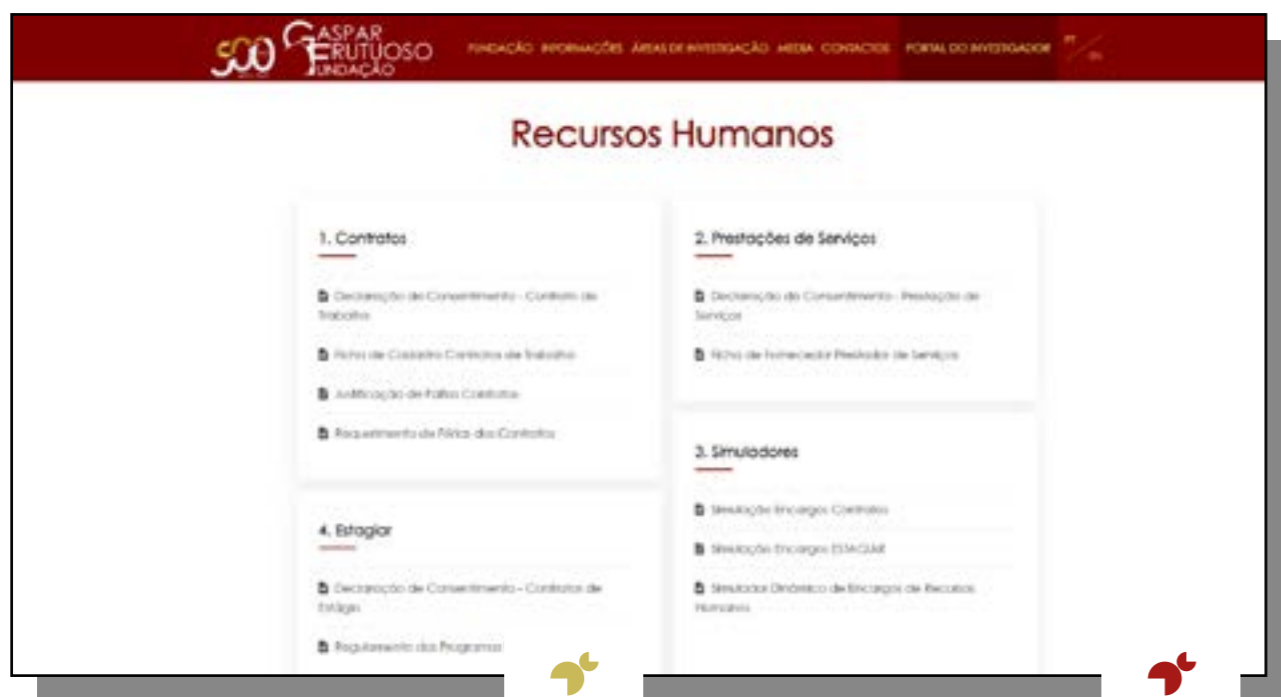 500 GASPAR
FRUTUOSO
FUNDAÇÃO
FUNDAÇÃO INFORMAÇÕES ÁREAS DE INVESTIGAÇÃO MEDIA CONTACTOS PORTAL DO INVESTIGADOR PT
EN
Recursos Humanos
1. Contratos
Declaração de Consentimento - Contrato de
Trabalho
Ficha de Cadastro Contratos de Trabalho
Justificação de Faltas Contratos
Requerimento de Férias dos Contratos
2. Prestações de Serviços
Declaração de Consentimento - Prestação de
Serviços
Ficha de Fornecedor Prestador de Serviços
3. Simuladores
Simulação Encargos Contratos
Simulação Encargos ESTAGIAR
Simulador Dinâmico de Encargos de Recursos
Humanos
4. Estagiar
Declaração de Consentimento - Contratos de
Estágio
Regulamento dos Programas